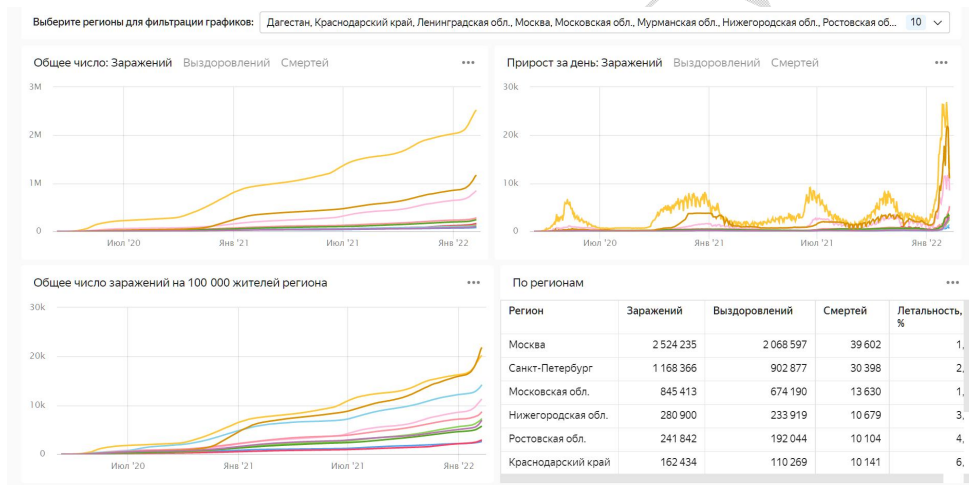 Выберите регионы для фильтрации графиков: Дагестан, Краснодарский край, Ленинградская обл., Москва, Московская обл., Мурманская обл., Нижегородская обл., Ростовская об... 10
Общее число: Заражений Выздоровлений Смертей
3M
2M
1M
0
Июл '20 Янв '21 Июл '21 Янв '22
Прирост за день: Заражений Выздоровлений Смертей
30k
20k
10k
0
Июл '20 Янв '21 Июл '21 Янв '22
Общее число заражений на 100 000 жителей региона
30k
20k
10k
0
Июл '20 Янв '21 Июл '21 Янв '22
По регионам
Регион Заражений Выздоровлений Смертей Летальность,
%
Москва 2 524 235 2 068 597 39 602 1,
Санкт-Петербург 1 168 366 902 877 30 398 2,
Московская обл. 845 413 674 190 13 630 1,
Нижегородская обл. 280 900 233 919 10 679 3,
Ростовская обл. 241 842 192 044 10 104 4,
Краснодарский край 162 434 110 269 10 141 6,